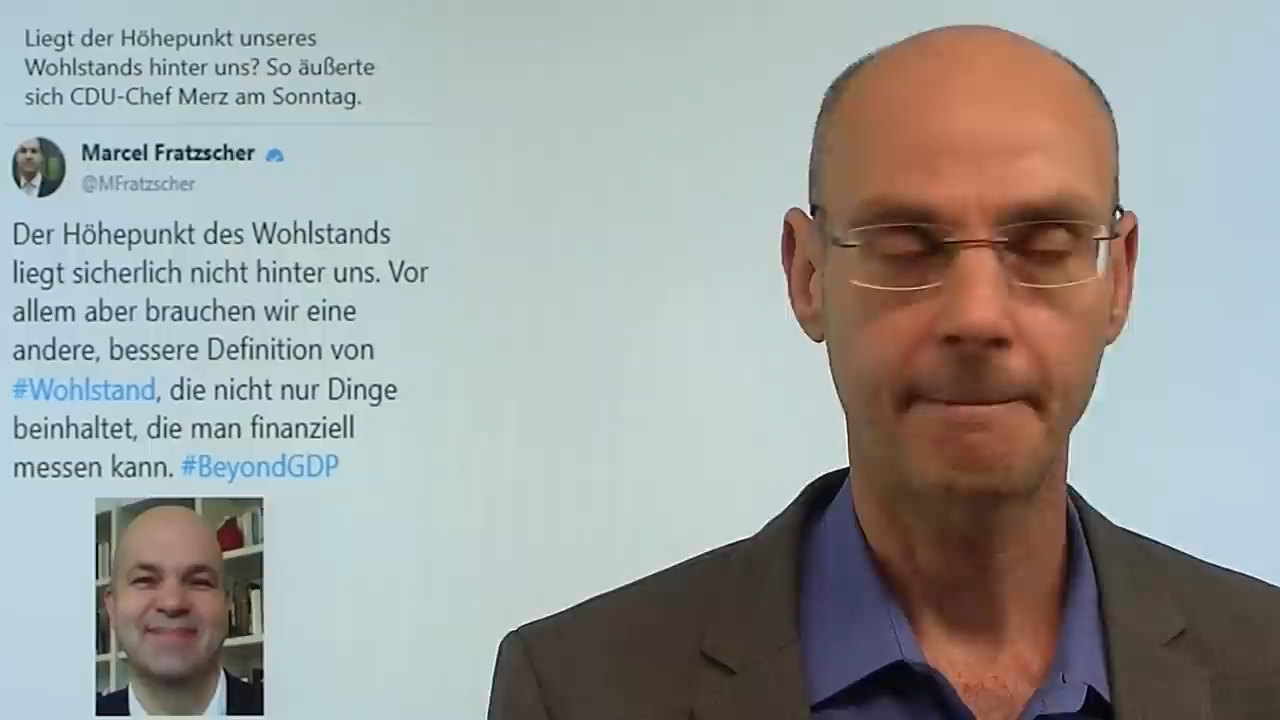 Liegt der Höhepunkt unseres
Wohlstands hinter uns? So äußerte
sich CDU-Chef Merz am Sonntag.
Marcel Fratzscher
@MFratzscher
Der Höhepunkt des Wohlstands
liegt sicherlich nicht hinter uns. Vor
allem aber brauchen wir eine
andere, bessere Definition von
#Wohlstand, die nicht nur Dinge
beinhaltet, die man finanziell
messen kann. #BeyondGDP